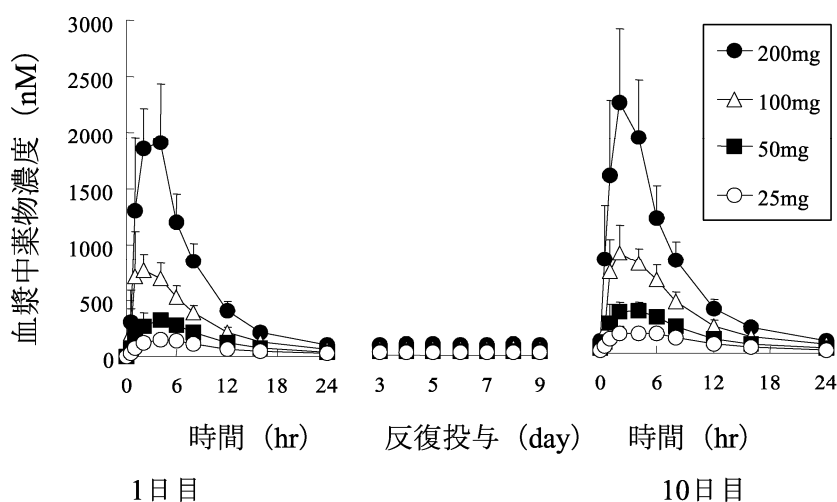 血漿中薬物濃度 (nM)
3000
2500
2000
1500
1000
500
0
200mg
100mg
50mg
25mg
0 6 12 18 24
3 5 7 9
0 6 12 18 24
時間 (hr)
反復投与 (day)
時間 (hr)
1日目
10日目